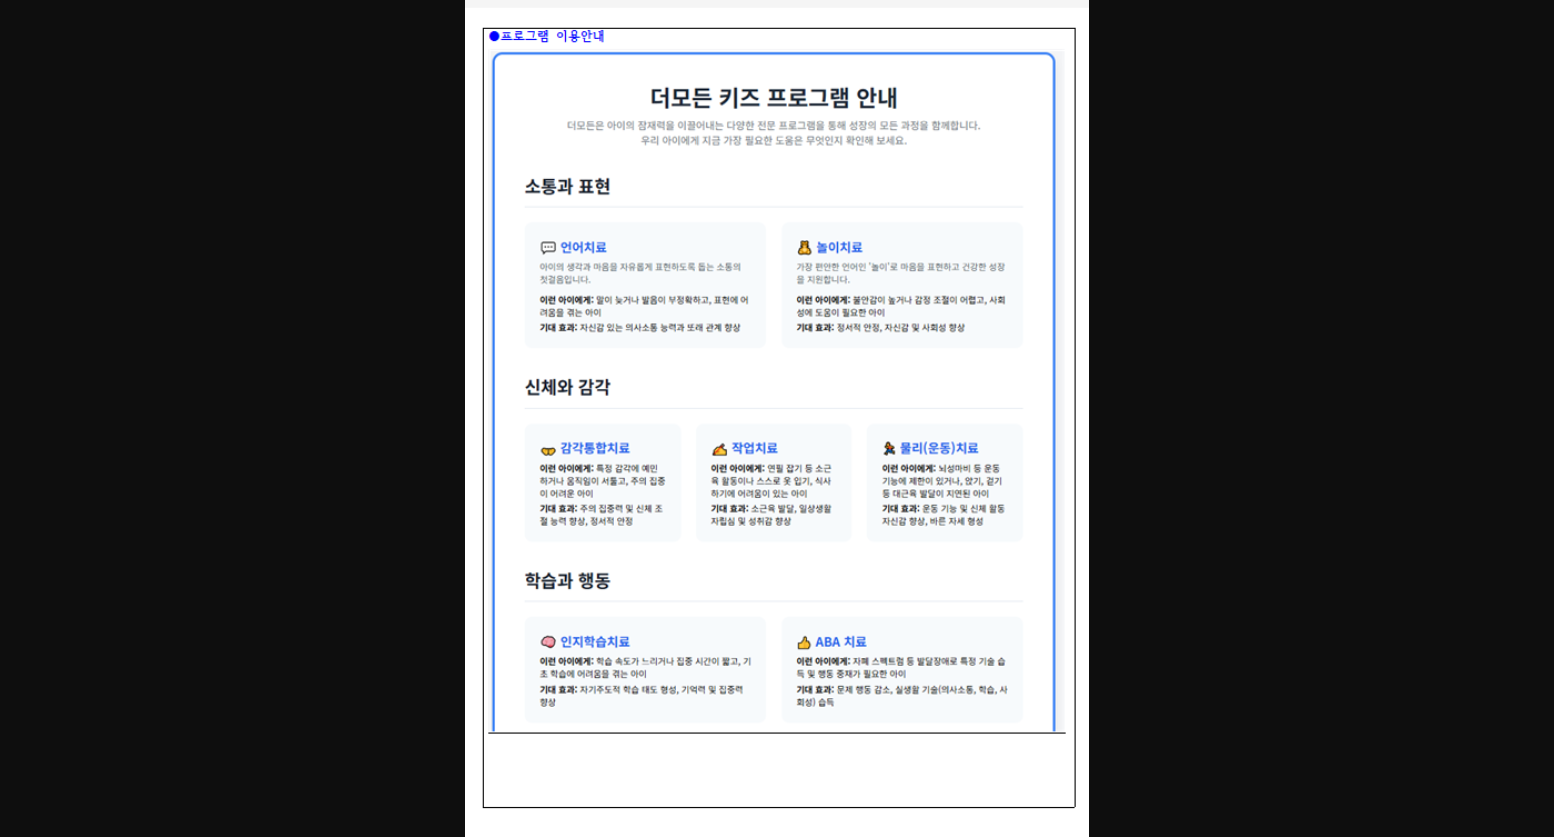 ●프로그램 이용안내
더모든 키즈 프로그램 안내
더모든은 아이의 잠재력을 이끌어내는 다양한 전문 프로그램을 통해 성장의 모든 과정을 함께합니다.
우리 아이에게 지금 가장 필요한 도움은 무엇인지 확인해 보세요.
소통과 표현
언어치료
아이의 생각과 마음을 자유롭게 표현하도록 돕는 소통의
첫걸음입니다.
이런 아이에게: 말이 늦거나 발음이 부정확하고, 표현에 어
려움을 겪는 아이
기대 효과: 자신감 있는 의사소통 능력과 또래 관계 향상
놀이치료
가장 편안한 언어인 '놀이'로 마음을 표현하고 건강한 성장
을 지원합니다.
이런 아이에게: 불안감이 높거나 감정 조절이 어렵고, 사회
성에 도움이 필요한 아이
기대 효과: 정서적 안정, 자신감 및 사회성 향상
신체와 감각
감각통합치료
이런 아이에게: 특정 감각에 예민
하거나 움직임이 서툴고, 주의 집중
이 어려운 아이
기대 효과: 주의 집중력 및 신체 조
절 능력 향상, 정서적 안정
작업치료
이런 아이에게: 연필 잡기 등 소근
육 활동이나 스스로 옷 입기, 식사
하기에 어려움이 있는 아이
기대 효과: 소근육 발달, 일상생활
자립심 및 성취감 향상
물리(운동)치료
이런 아이에게: 뇌성마비 등 운동
기능에 제한이 있거나, 앉기, 걷기
등 대근육 발달이 지연된 아이
기대 효과: 운동 기능 및 신체 활동
자신감 향상, 바른 자세 형성
학습과 행동
인지학습치료
이런 아이에게: 학습 속도가 느리거나 집중 시간이 짧고, 기
초 학습에 어려움을 겪는 아이
기대 효과: 자기주도적 학습 태도 형성, 기억력 및 집중력
향상
ABA 치료
이런 아이에게: 자폐 스펙트럼 등 발달장애로 특정 기술 습
득 및 행동 중재가 필요한 아이
기대 효과: 문제 행동 감소, 실생활 기술(의사소통, 학습, 사
회성) 습득